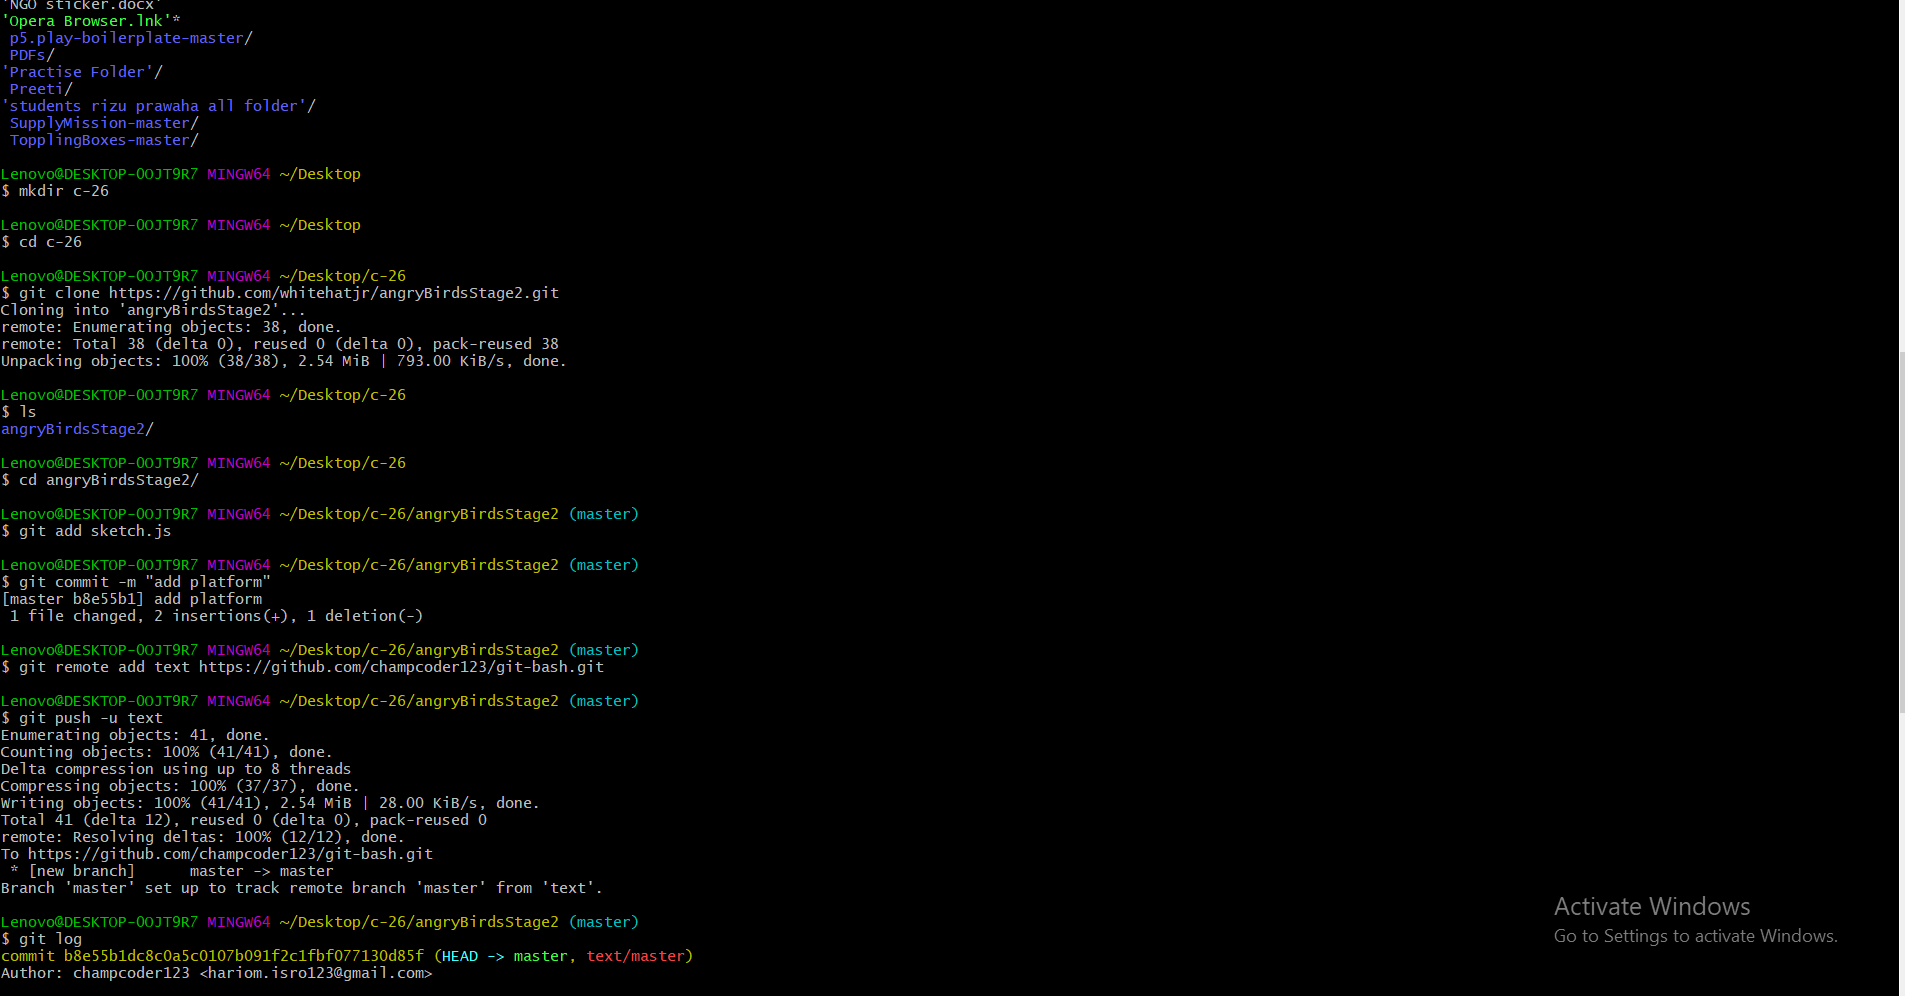 'NGO sticker.docx'
'Opera Browser.lnk'*
p5.play-boilerplate-master/
PDFs/
'Practise Folder'/
Preeti/
'students rizu prawaha all folder'/
SupplyMission-master/
TopplingBoxes-master/
Lenovo@DESKTOP-OOJT9R7 MINGW64 ~/Desktop
$ mkdir c-26
Lenovo@DESKTOP-OOJT9R7 MINGW64 ~/Desktop
$ cd c-26
Lenovo@DESKTOP-OOJT9R7 MINGW64 ~/Desktop/c-26
$ git clone https://github.com/whitehatjr/angryBirdsStage2.git
Cloning into 'angryBirdsStage2'...
remote: Enumerating objects: 38, done.
remote: Total 38 (delta 0), reused 0 (delta 0), pack-reused 38
Unpacking objects: 100% (38/38), 2.54 MiB | 793.00 KiB/s, done.
Lenovo@DESKTOP-OOJT9R7 MINGW64 ~/Desktop/c-26
$ ls
angryBirdsStage2/
Lenovo@DESKTOP-OOJT9R7 MINGW64 ~/Desktop/c-26
$ cd angryBirdsStage2/
Lenovo@DESKTOP-OOJT9R7 MINGW64 ~/Desktop/c-26/angryBirdsStage2 (master)
$ git add sketch.js
Lenovo@DESKTOP-OOJT9R7 MINGW64 ~/Desktop/c-26/angryBirdsStage2 (master)
$ git commit -m "add platform"
[master b8e55b1] add platform
1 file changed, 2 insertions(+), 1 deletion(-)
Lenovo@DESKTOP-OOJT9R7 MINGW64 ~/Desktop/c-26/angryBirdsStage2 (master)
$ git remote add text https://github.com/champcoder123/git-bash.git
Lenovo@DESKTOP-OOJT9R7 MINGW64 ~/Desktop/c-26/angryBirdsStage2 (master)
$ git push -u text
Enumerating objects: 41, done.
Counting objects: 100% (41/41), done.
Delta compression using up to 8 threads
Compressing objects: 100% (37/37), done.
Writing objects: 100% (41/41), 2.54 MiB | 28.00 KiB/s, done.
Total 41 (delta 12), reused 0 (delta 0), pack-reused 0
remote: Resolving deltas: 100% (12/12), done.
To https://github.com/champcoder123/git-bash.git
* [new branch]      master -> master
Branch 'master' set up to track remote branch 'master' from 'text'.
Lenovo@DESKTOP-OOJT9R7 MINGW64 ~/Desktop/c-26/angryBirdsStage2 (master)
$ git log
commit b8e55b1dc8c0a5c0107b091f2c1fbf077130d85f (HEAD -> master, text/master)
Author: champcoder123 <hariom.isro123@gmail.com>
Activate Windows
Go to Settings to activate Windows.